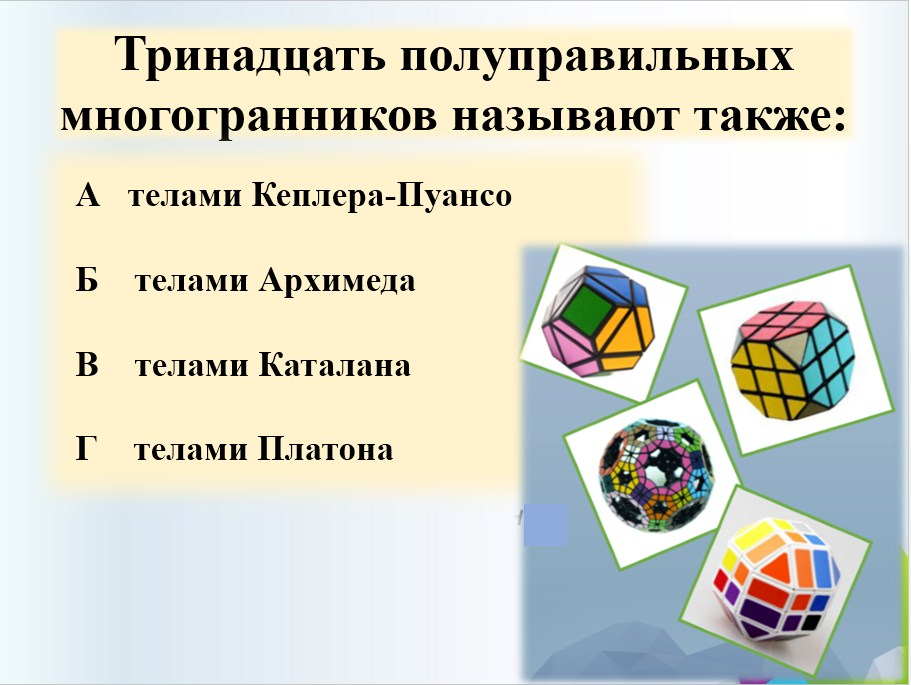 Тринадцать полуправильных
многогранников называют также:
А телами Кеплера-Пуансо
Б телами Архимеда
В телами Каталана
Г телами Платона